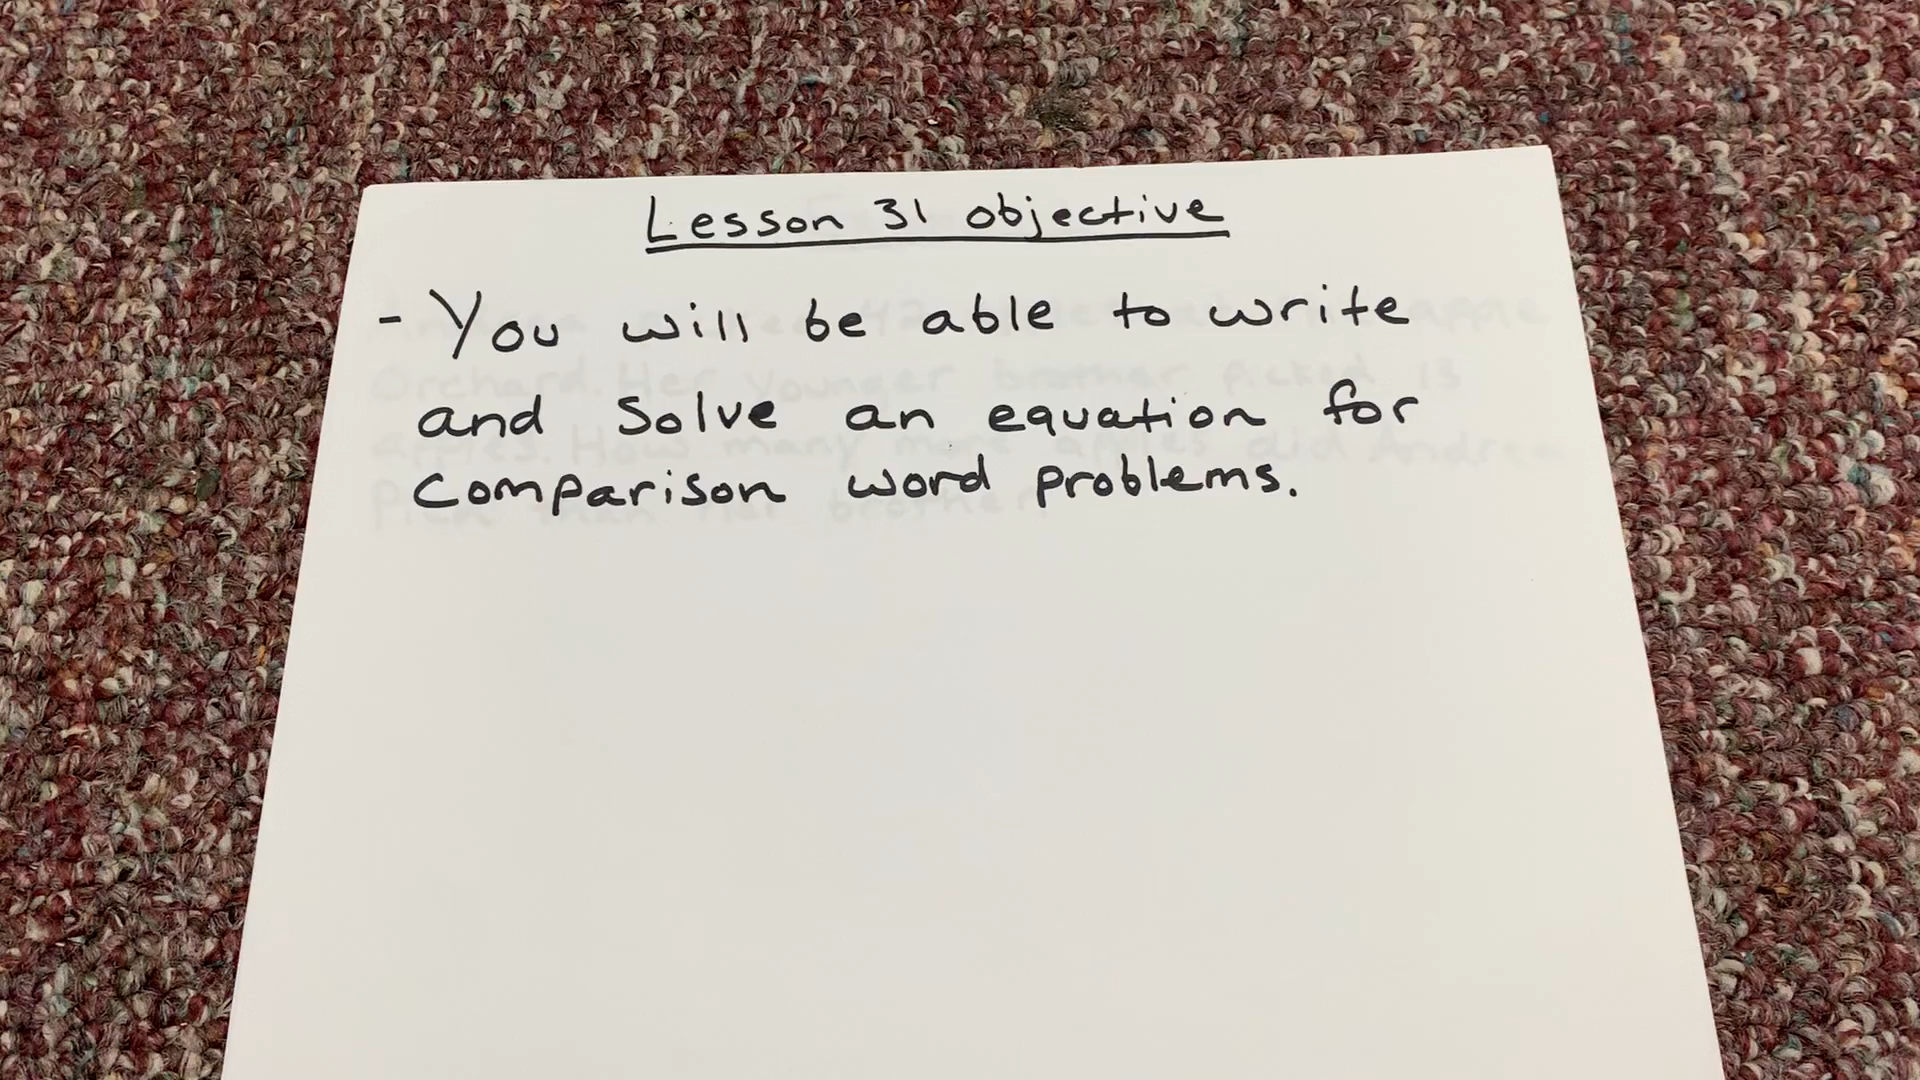 Lesson 31 objective
- You will be able to write
and solve an equation for
comparison word problems.